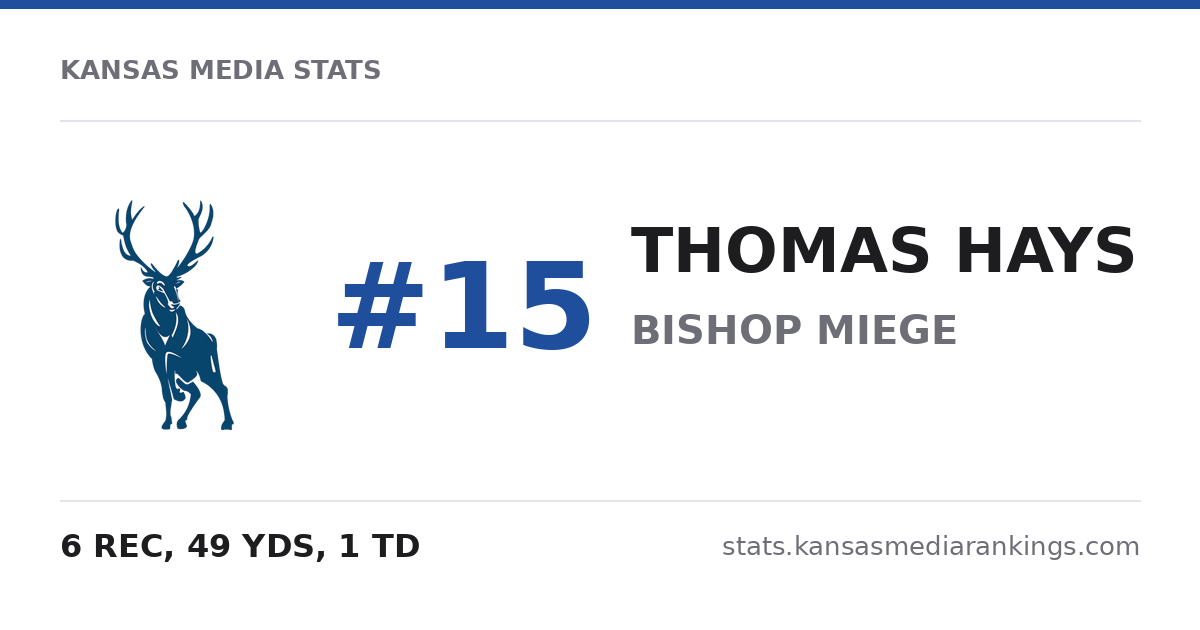 KANSAS MEDIA STATS
#15
THOMAS HAYS
BISHOP MIEGE
6 REC, 49 YDS, 1 TD
stats.kansasmediarankings.com